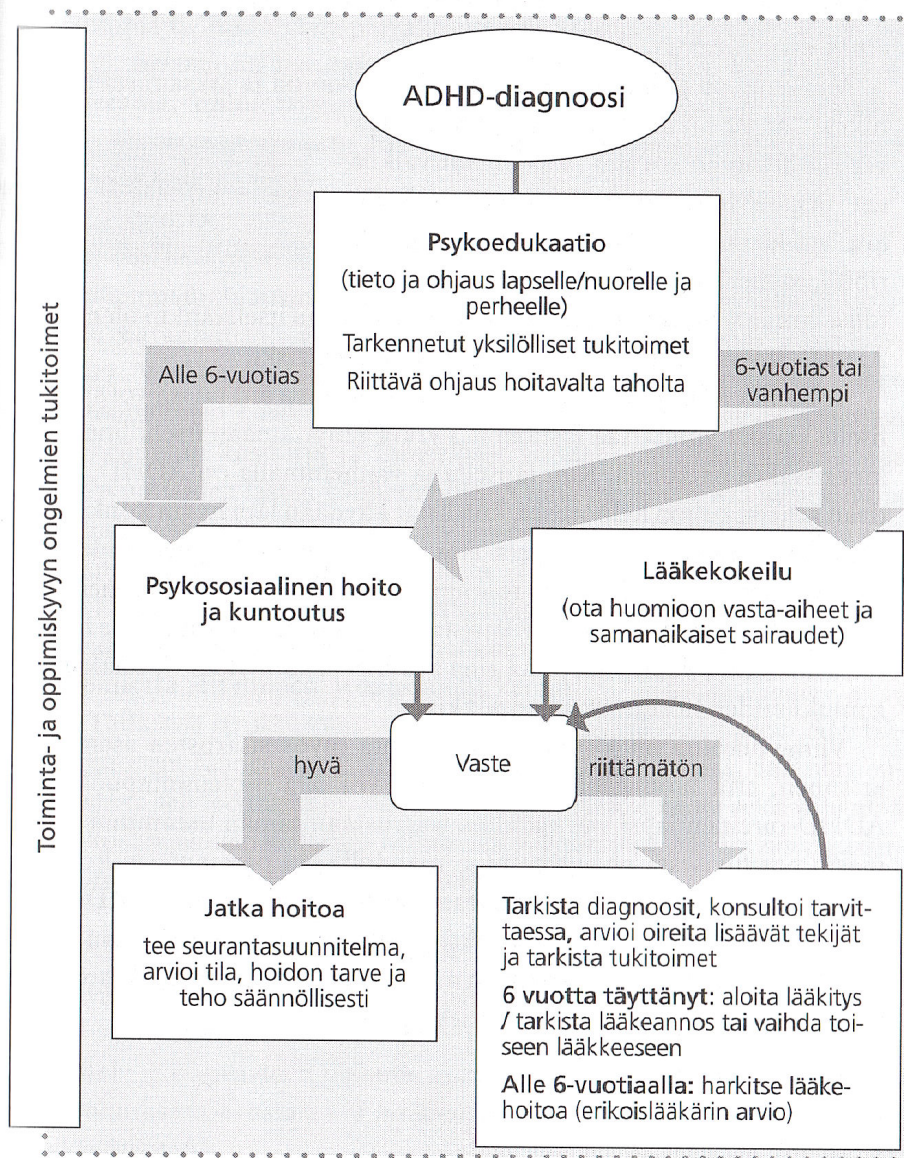 Toiminta- ja oppimiskyvyn ongelmien tukitoimet
ADHD-diagnoosi
Psykoedukaatio
(tieto ja ohjaus lapselle/nuorelle ja
perheelle)
Tarkennetut yksilölliset tukitoimet
Riittävä ohjaus hoitavalta taholta
Alle 6-vuotias
6-vuotias tai
vanhempi
Psykososiaalinen hoito
ja kuntoutus
Lääkekokeilu
(ota huomioon vasta-aiheet ja
samanaikaiset sairaudet)
hyvä
Vaste
riittämätön
Jatka hoitoa
tee seurantasuunnitelma,
arvioi tila, hoidon tarve ja
teho säännöllisesti
Tarkista diagnoosit, konsultoi tarvit-
taessa, arvioi oireita lisäävät tekijät
ja tarkista tukitoimet
6 vuotta täyttänyt: aloita lääkitys
/ tarkista lääkeannos tai vaihda toi-
seen lääkkeeseen
Alle 6-vuotiaalla: harkitse lääke-
hoitoa (erikoislääkärin arvio)